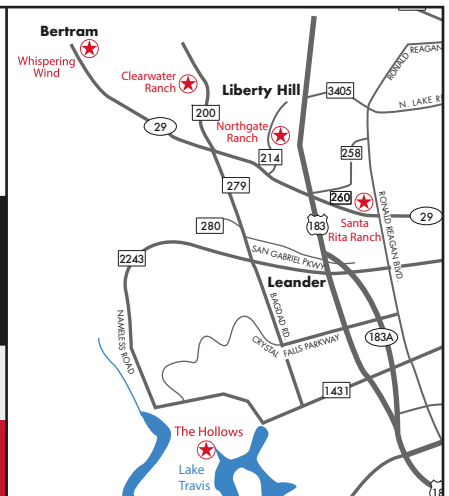 Bertram
Whispering
Wind
Clearwater
Ranch
Liberty Hill
RONALD REAGAN
3405
N. LAKE
200
29
Northgate
Ranch
214
258
279
260
Santa
Rita Ranch
29
183
280
RONALD REAGAN BLVD.
SAN GABRIEL PKWY
2243
Leander
BAGDAD RD
NAMELESS ROAD
CRYSTAL FALLS PARKWAY
183A
1431
The Hollows
Lake
Travis